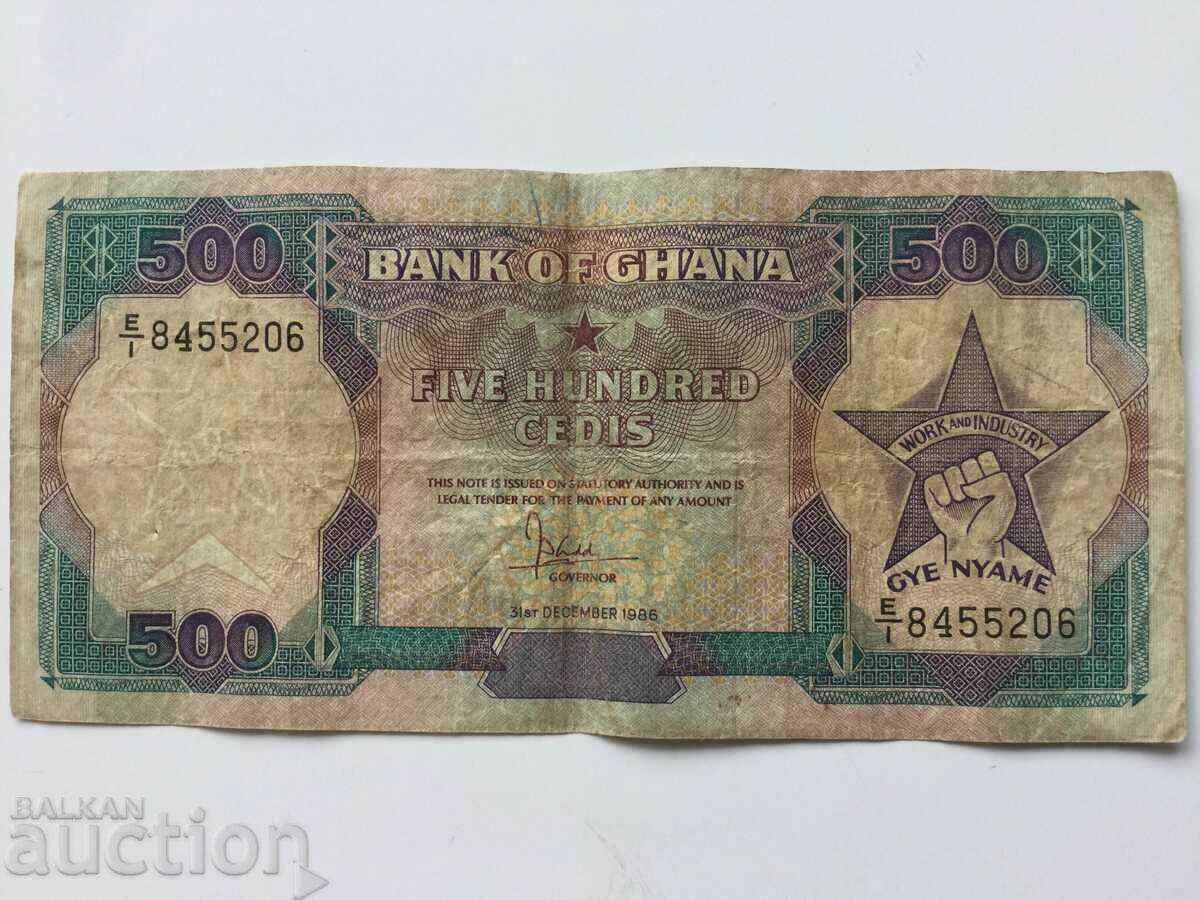 500
BANK OF GHANA
500
E/1 8455206
FIVE HUNDRED
CEDIS
WORK AND INDUSTRY
THIS NOTE IS ISSUED ON STATUTORY AUTHORITY AND IS
LEGAL TENDER FOR THE PAYMENT OF ANY AMOUNT
GOVERNOR
GYE NYAME
31ST DECEMBER 1986
E/1 8455206
500
BALKAN
auction